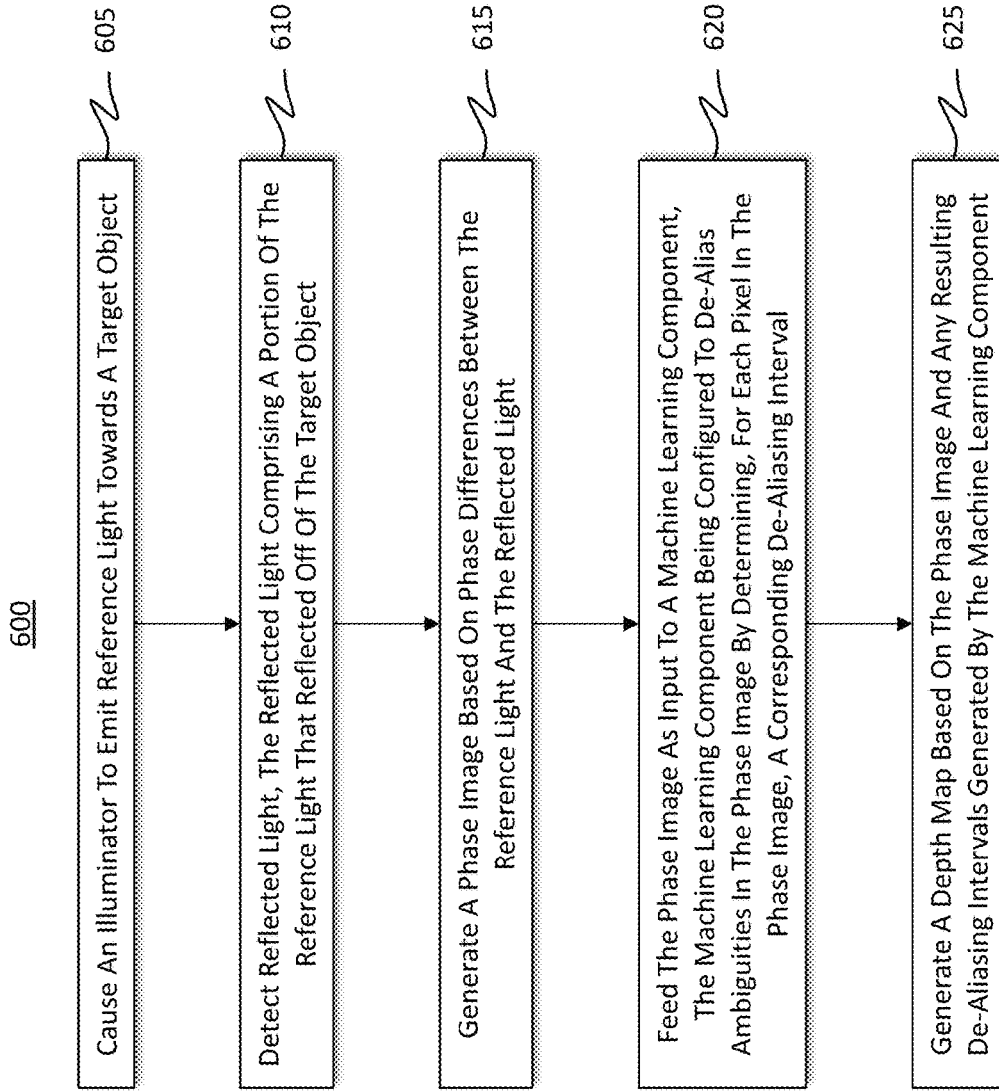 600
Cause An Illuminator To Emit Reference Light Towards A Target Object
605
Detect Reflected Light, The Reflected Light Comprising A Portion Of The
Reference Light That Reflected Off Of The Target Object
610
Generate A Phase Image Based On Phase Differences Between The
Reference Light And The Reflected Light
615
Feed The Phase Image As Input To A Machine Learning Component,
The Machine Learning Component Being Configured To De-Alias
Ambiguities In The Phase Image By Determining, For Each Pixel In The
Phase Image, A Corresponding De-Aliasing Interval
620
Generate A Depth Map Based On The Phase Image And Any Resulting
De-Aliasing Intervals Generated By The Machine Learning Component
625